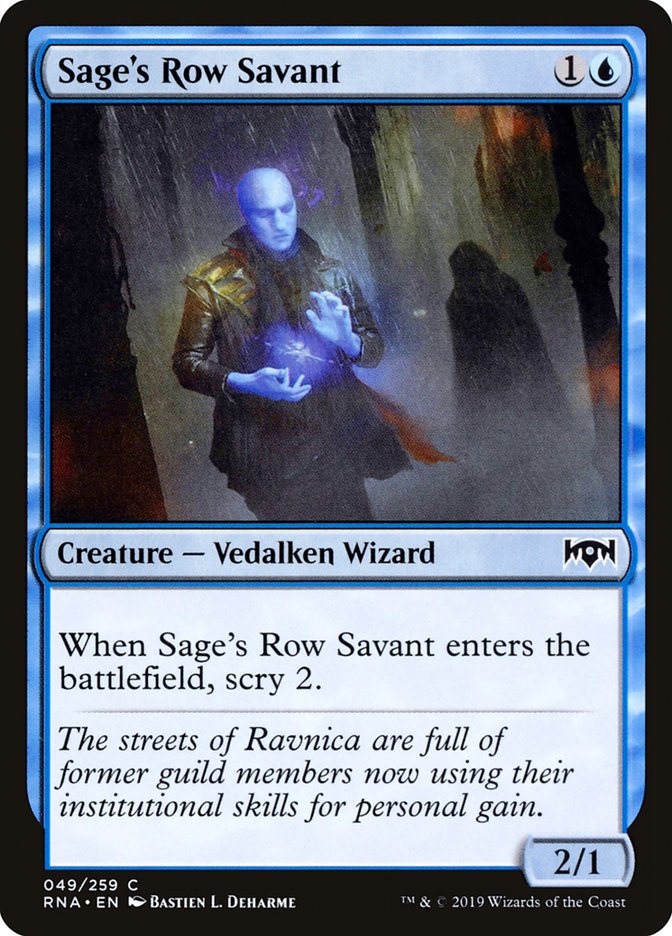 Sage's Row Savant 1
Creature — Vedalken Wizard
When Sage's Row Savant enters the
battlefield, scry 2.
The streets of Ravnica are full of
former guild members now using their
institutional skills for personal gain.
2/1
049/259 C
RNA • EN Bastien L. Deharme
™ & © 2019 Wizards of the Coast